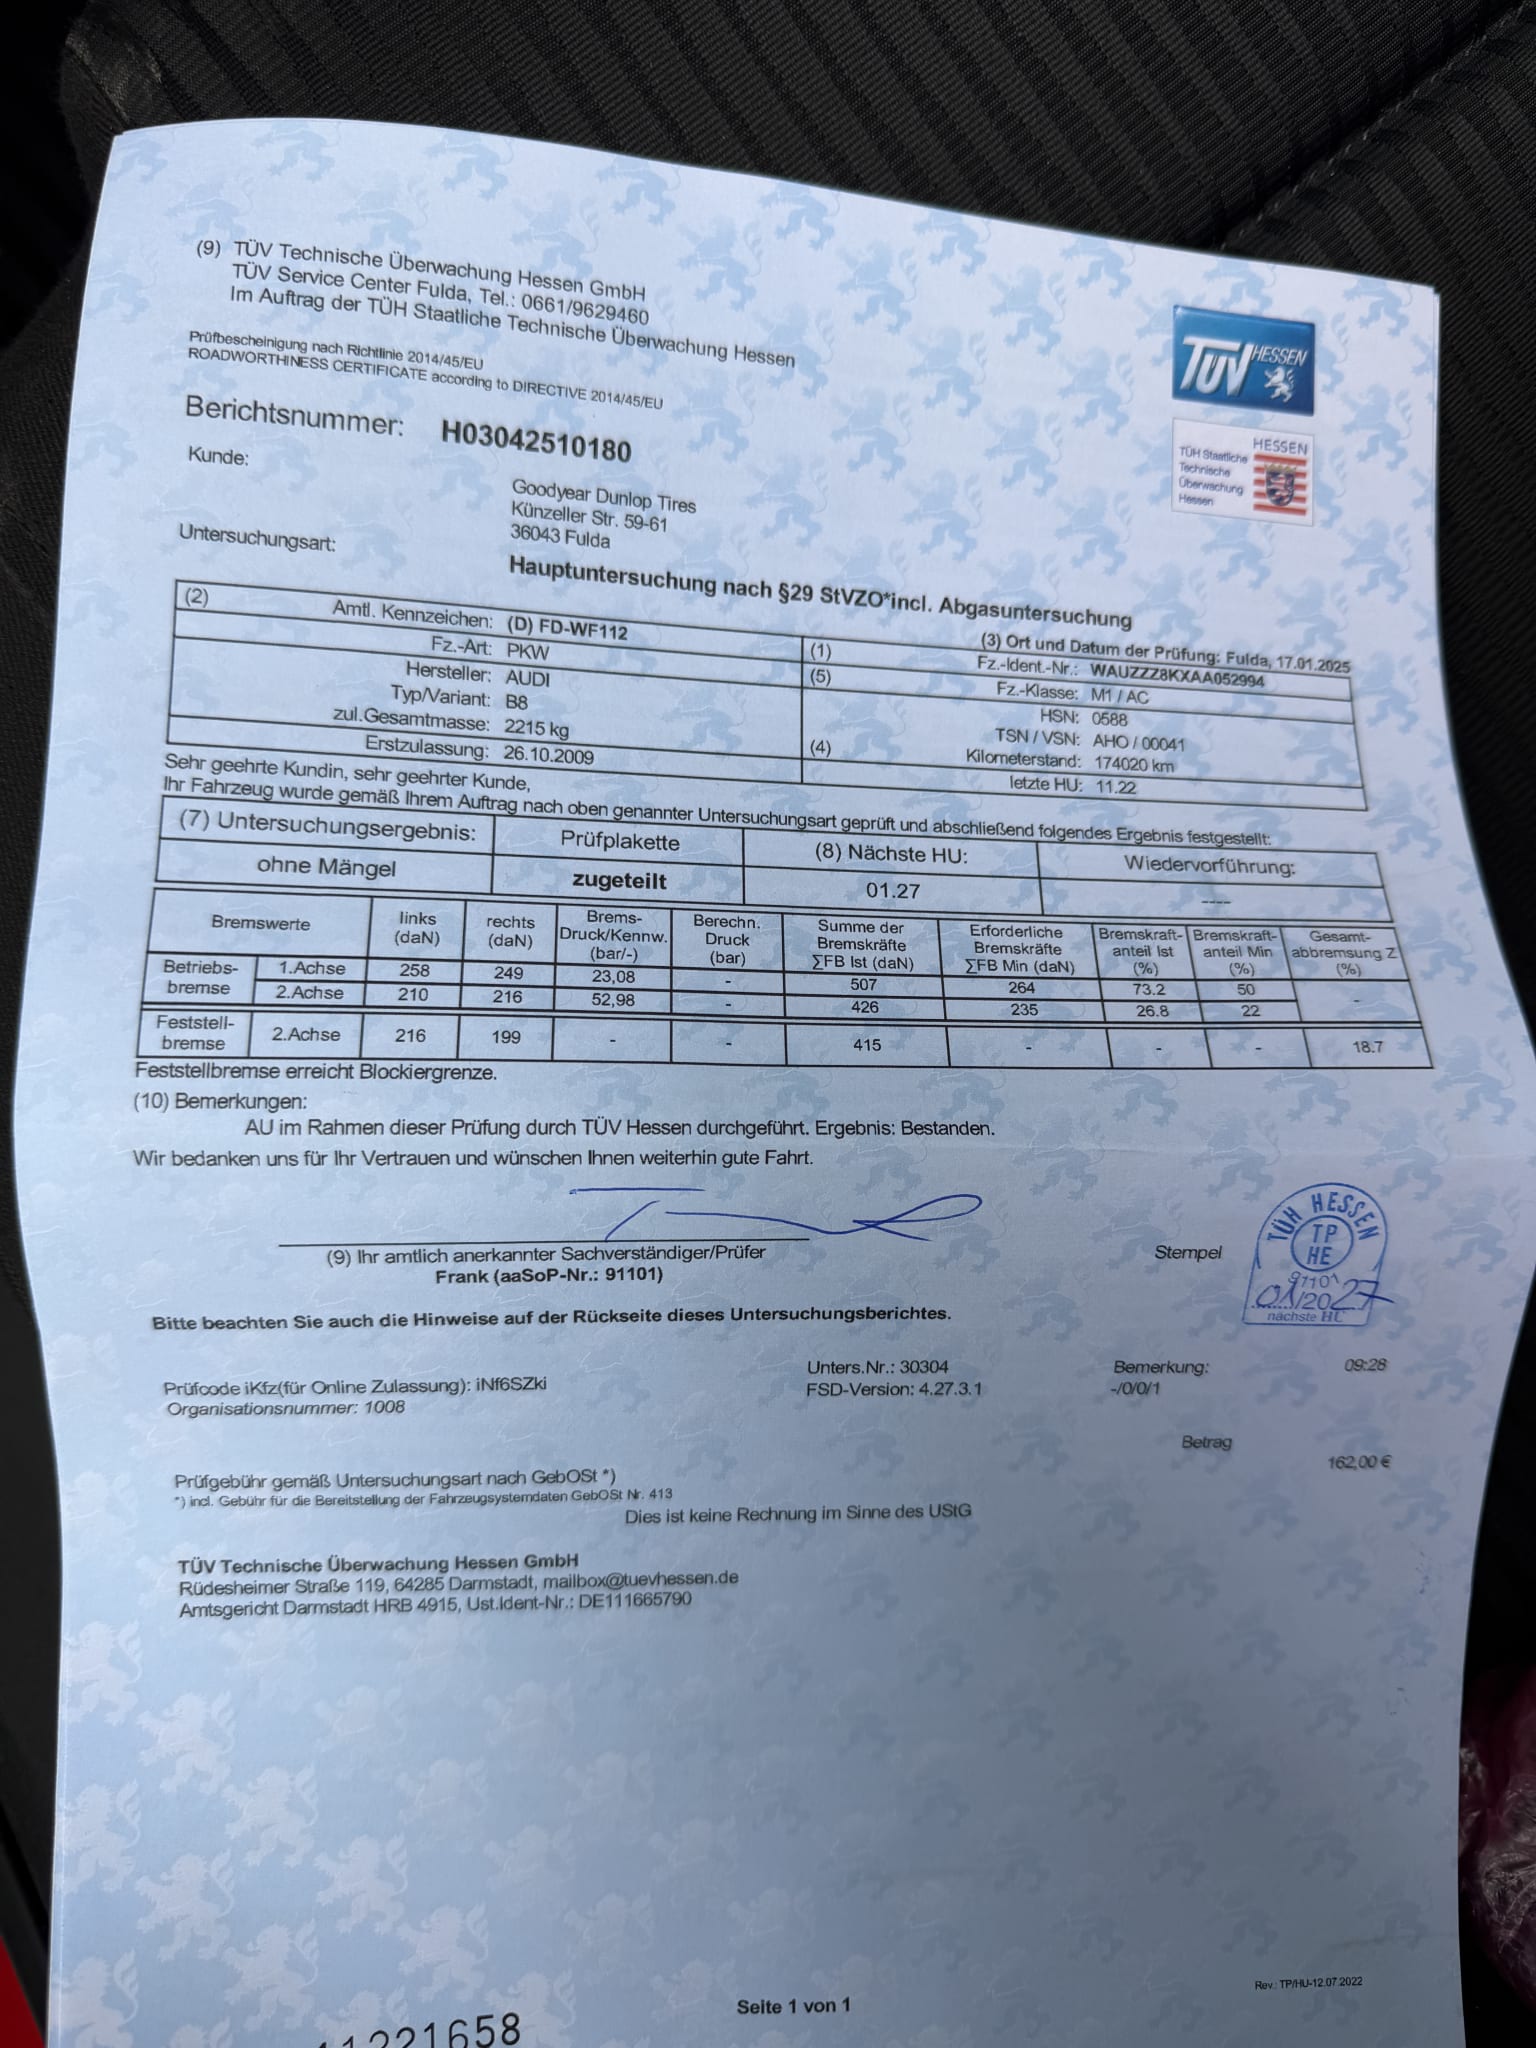 (9) TÜV Technische Überwachung Hessen GmbH
TÜV Service Center Fulda, Tel.: 0661/9629460
Im Auftrag der TÜH Staatliche Technische Überwachung Hessen
TÜV HESSEN
Prüfbescheinigung nach Richtlinie 2014/45/EU
ROADWORTHINESS CERTIFICATE according to DIRECTIVE 2014/45/EU
HESSEN
TÜH Staatliche
Technische
Überwachung
Hessen
Berichtsnummer: H03042510180
Kunde:
Goodyear Dunlop Tires
Künzeller Str. 59-61
36043 Fulda
Untersuchungsart:
Hauptuntersuchung nach §29 StVZO*incl. Abgasuntersuchung
(3) Ort und Datum der Prüfung: Fulda, 17.01.2025
(2) Amtl. Kennzeichen: (D) FD-WF112 (1) Fz.-Ident.-Nr.: WAUZZZ8KXAA052994
Fz.-Art: PKW (5) Fz.-Klasse: M1 / AC
Hersteller: AUDI HSN: 0588
Typ/Variant: B8 TSN / VSN: AHO / 00041
zul.Gesamtmasse: 2215 kg (4) Kilometerstand: 174020 km
Erstzulassung: 26.10.2009 letzte HU: 11.22
Sehr geehrte Kundin, sehr geehrter Kunde,
Ihr Fahrzeug wurde gemäß Ihrem Auftrag nach oben genannter Untersuchungsart geprüft und abschließend folgendes Ergebnis festgestellt:
(7) Untersuchungsergebnis: Prüfplakette (8) Nächste HU: Wiedervorführung:
ohne Mängel zugeteilt 01.27 ----
Bremswerte links (daN) rechts (daN) Brems-Druck/Kennw. (bar/-) Berechn. Druck (bar) Summe der Bremskräfte ∑FB Ist (daN) Erforderliche Bremskräfte ∑FB Min (daN) Bremskraft-anteil Ist (%) Bremskraft-anteil Min (%) Gesamt-abbremsung Z (%)
Betriebs-bremse 1.Achse 258 249 23,08 - 507 264 73.2 50 -
2.Achse 210 216 52,98 - 426 235 26.8 22
Feststell-bremse 2.Achse 216 199 - - 415 - - - 18.7
Feststellbremse erreicht Blockiergrenze.
(10) Bemerkungen:
AU im Rahmen dieser Prüfung durch TÜV Hessen durchgeführt. Ergebnis: Bestanden.
Wir bedanken uns für Ihr Vertrauen und wünschen Ihnen weiterhin gute Fahrt.
(9) Ihr amtlich anerkannter Sachverständiger/Prüfer
Frank (aaSoP-Nr.: 91101)
Stempel
TÜH HESSEN
TP
HE
91101
01/2027
nächste HU
Bitte beachten Sie auch die Hinweise auf der Rückseite dieses Untersuchungsberichtes.
Unters.Nr.: 30304 Bemerkung: 09:28
Prüfcode iKfz(für Online Zulassung): iNf6SZki FSD-Version: 4.27.3.1 -/0/0/1
Organisationsnummer: 1008
Betrag
Prüfgebühr gemäß Untersuchungsart nach GebOSt *) 162,00 €
*) incl. Gebühr für die Bereitstellung der Fahrzeugsystemdaten GebOSt Nr. 413
Dies ist keine Rechnung im Sinne des UStG
TÜV Technische Überwachung Hessen GmbH
Rüdesheimer Straße 119, 64285 Darmstadt, mailbox@tuevhessen.de
Amtsgericht Darmstadt HRB 4915, Ust.Ident-Nr.: DE111665790
Rev.: TP/HU-12.07.2022
Seite 1 von 1